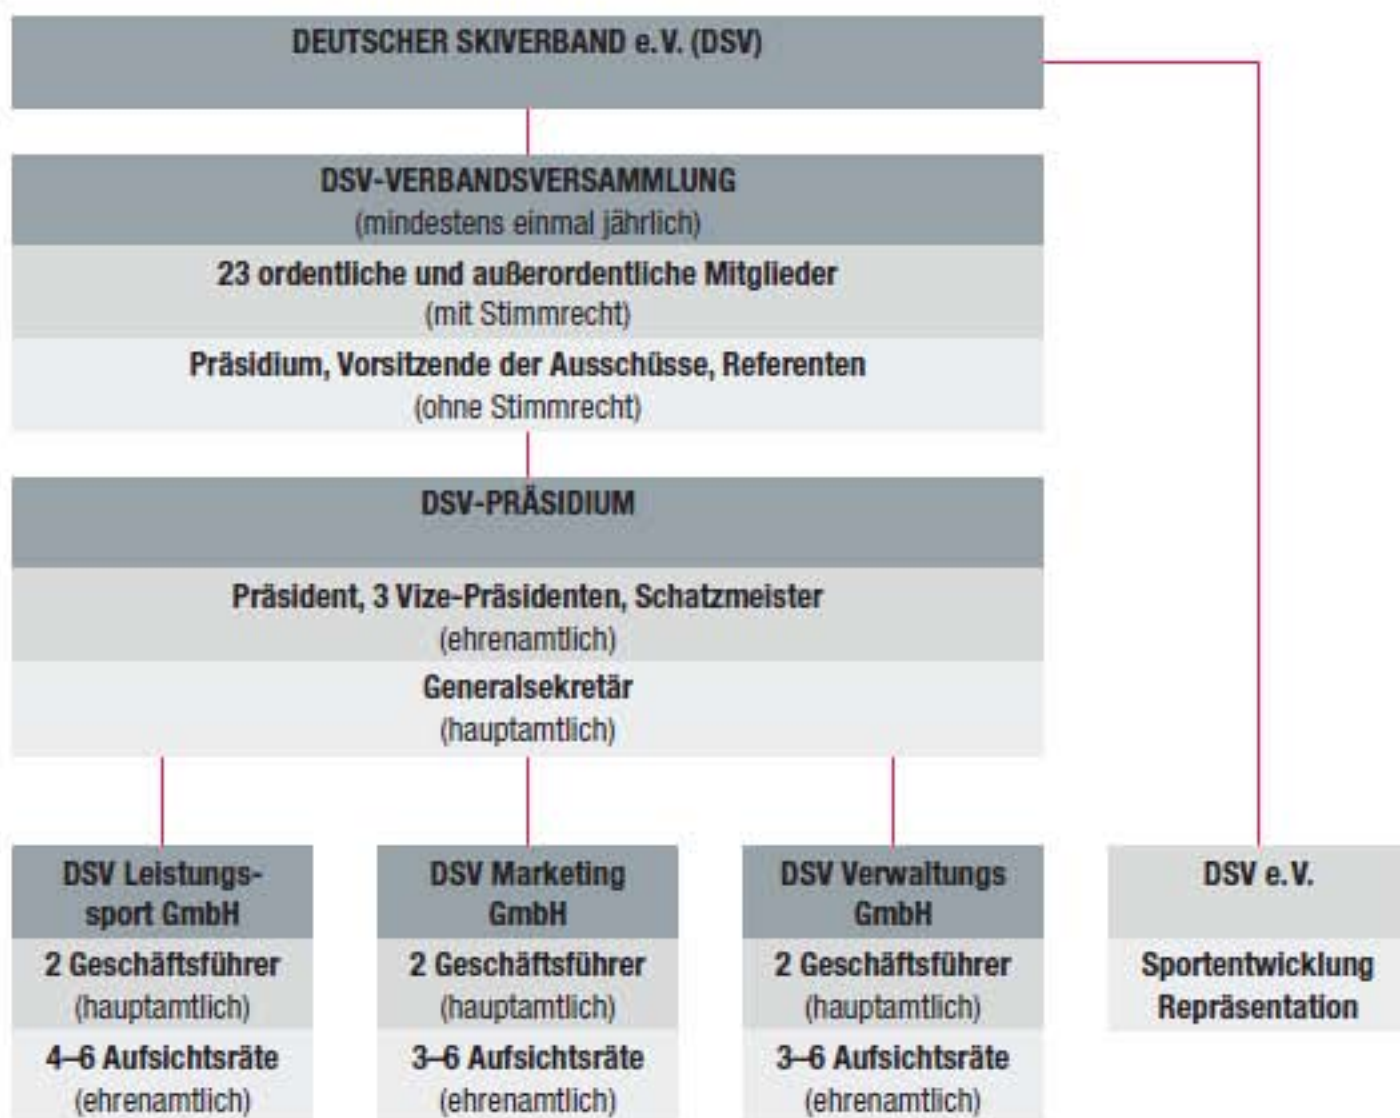 DEUTSCHER SKIVERBAND e.V. (DSV)
DSV-VERBANDSVERSAMMLUNG
(mindestens einmal jährlich)
23 ordentliche und außerordentliche Mitglieder
(mit Stimmrecht)
Präsidium, Vorsitzende der Ausschüsse, Referenten
(ohne Stimmrecht)
DSV-PRÄSIDIUM
Präsident, 3 Vize-Präsidenten, Schatzmeister
(ehrenamtlich)
Generalsekretär
(hauptamtlich)
DSV Leistungs-
sport GmbH
2 Geschäftsführer
(hauptamtlich)
4–6 Aufsichtsräte
(ehrenamtlich)
DSV Marketing
GmbH
2 Geschäftsführer
(hauptamtlich)
3–6 Aufsichtsräte
(ehrenamtlich)
DSV Verwaltungs
GmbH
2 Geschäftsführer
(hauptamtlich)
3–6 Aufsichtsräte
(ehrenamtlich)
DSV e.V.
Sportentwicklung
Repräsentation